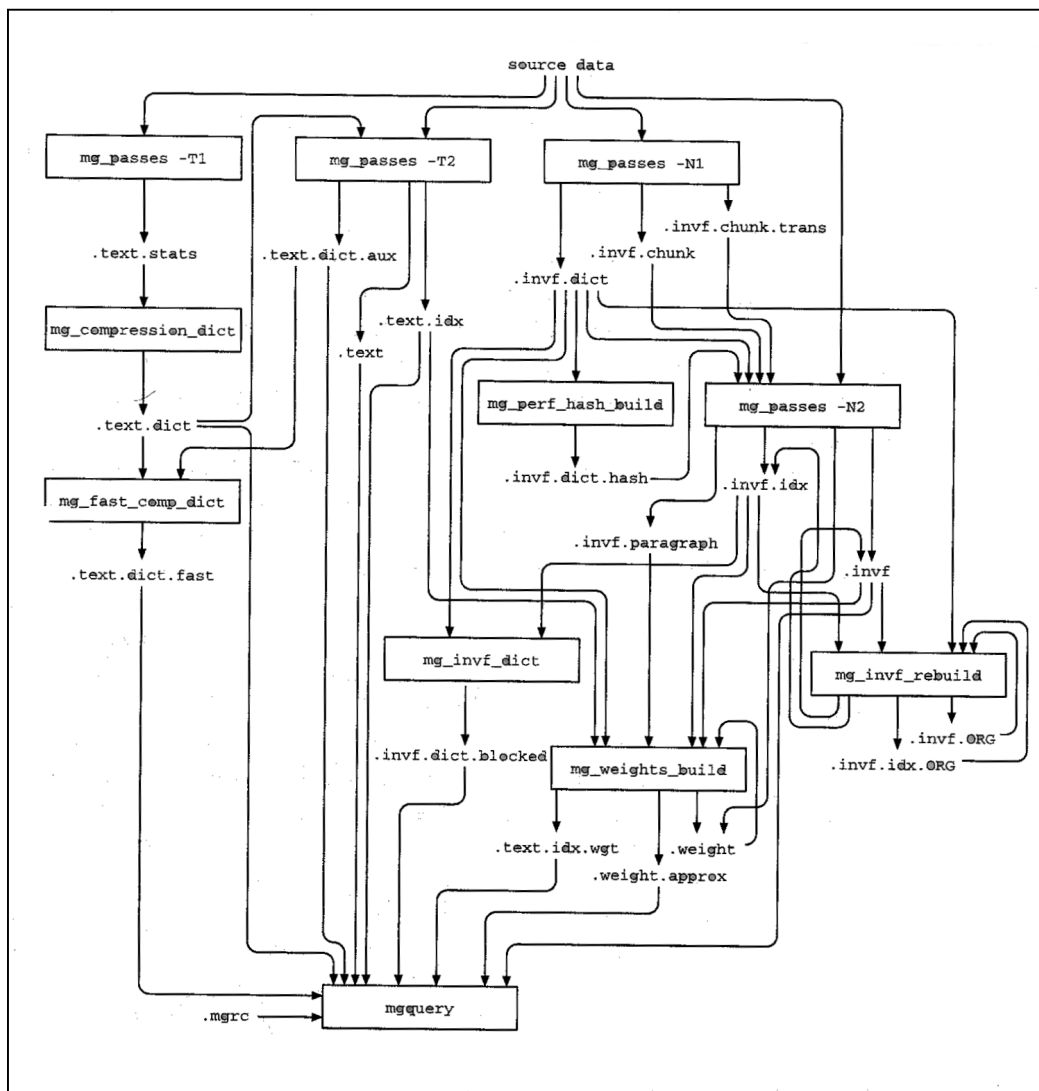 source data
mg_passes -T1
mg_passes -T2
mg_passes -N1
.invf.chunk.trans
.text.stats
.text.dict.aux
.invf.chunk
.invf.dict
.text.idx
mg_compression_dict
.text
mg_perf_hash_build
mg_passes -N2
.text.dict
.invf.dict.hash
.invf.idx
mg_fast_comp_dict
.invf.paragraph
.text.dict.fast
.invf
mg_invf_dict
mg_invf_rebuild
.invf.ORG
.invf.dict.blocked
.invf.idx.ORG
mg_weights_build
.text.idx.wgt
.weight
.weight.approx
mgquery
.mgrc